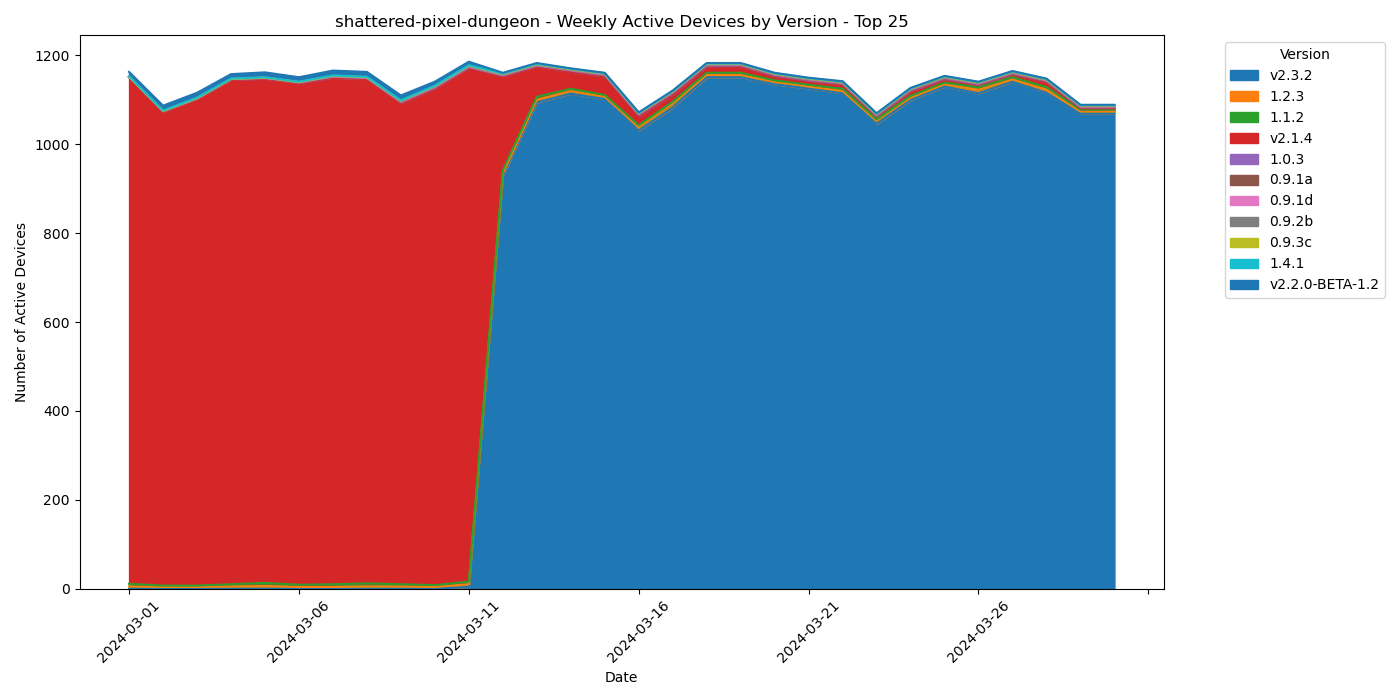 shattered-pixel-dungeon - Weekly Active Devices by Version - Top 25
1200
1000
800
600
400
200
0
Number of Active Devices
2024-03-01
2024-03-06
2024-03-11
2024-03-16
2024-03-21
2024-03-26
Date
Version
v2.3.2
1.2.3
1.1.2
v2.1.4
1.0.3
0.9.1a
0.9.1d
0.9.2b
0.9.3c
1.4.1
v2.2.0-BETA-1.2